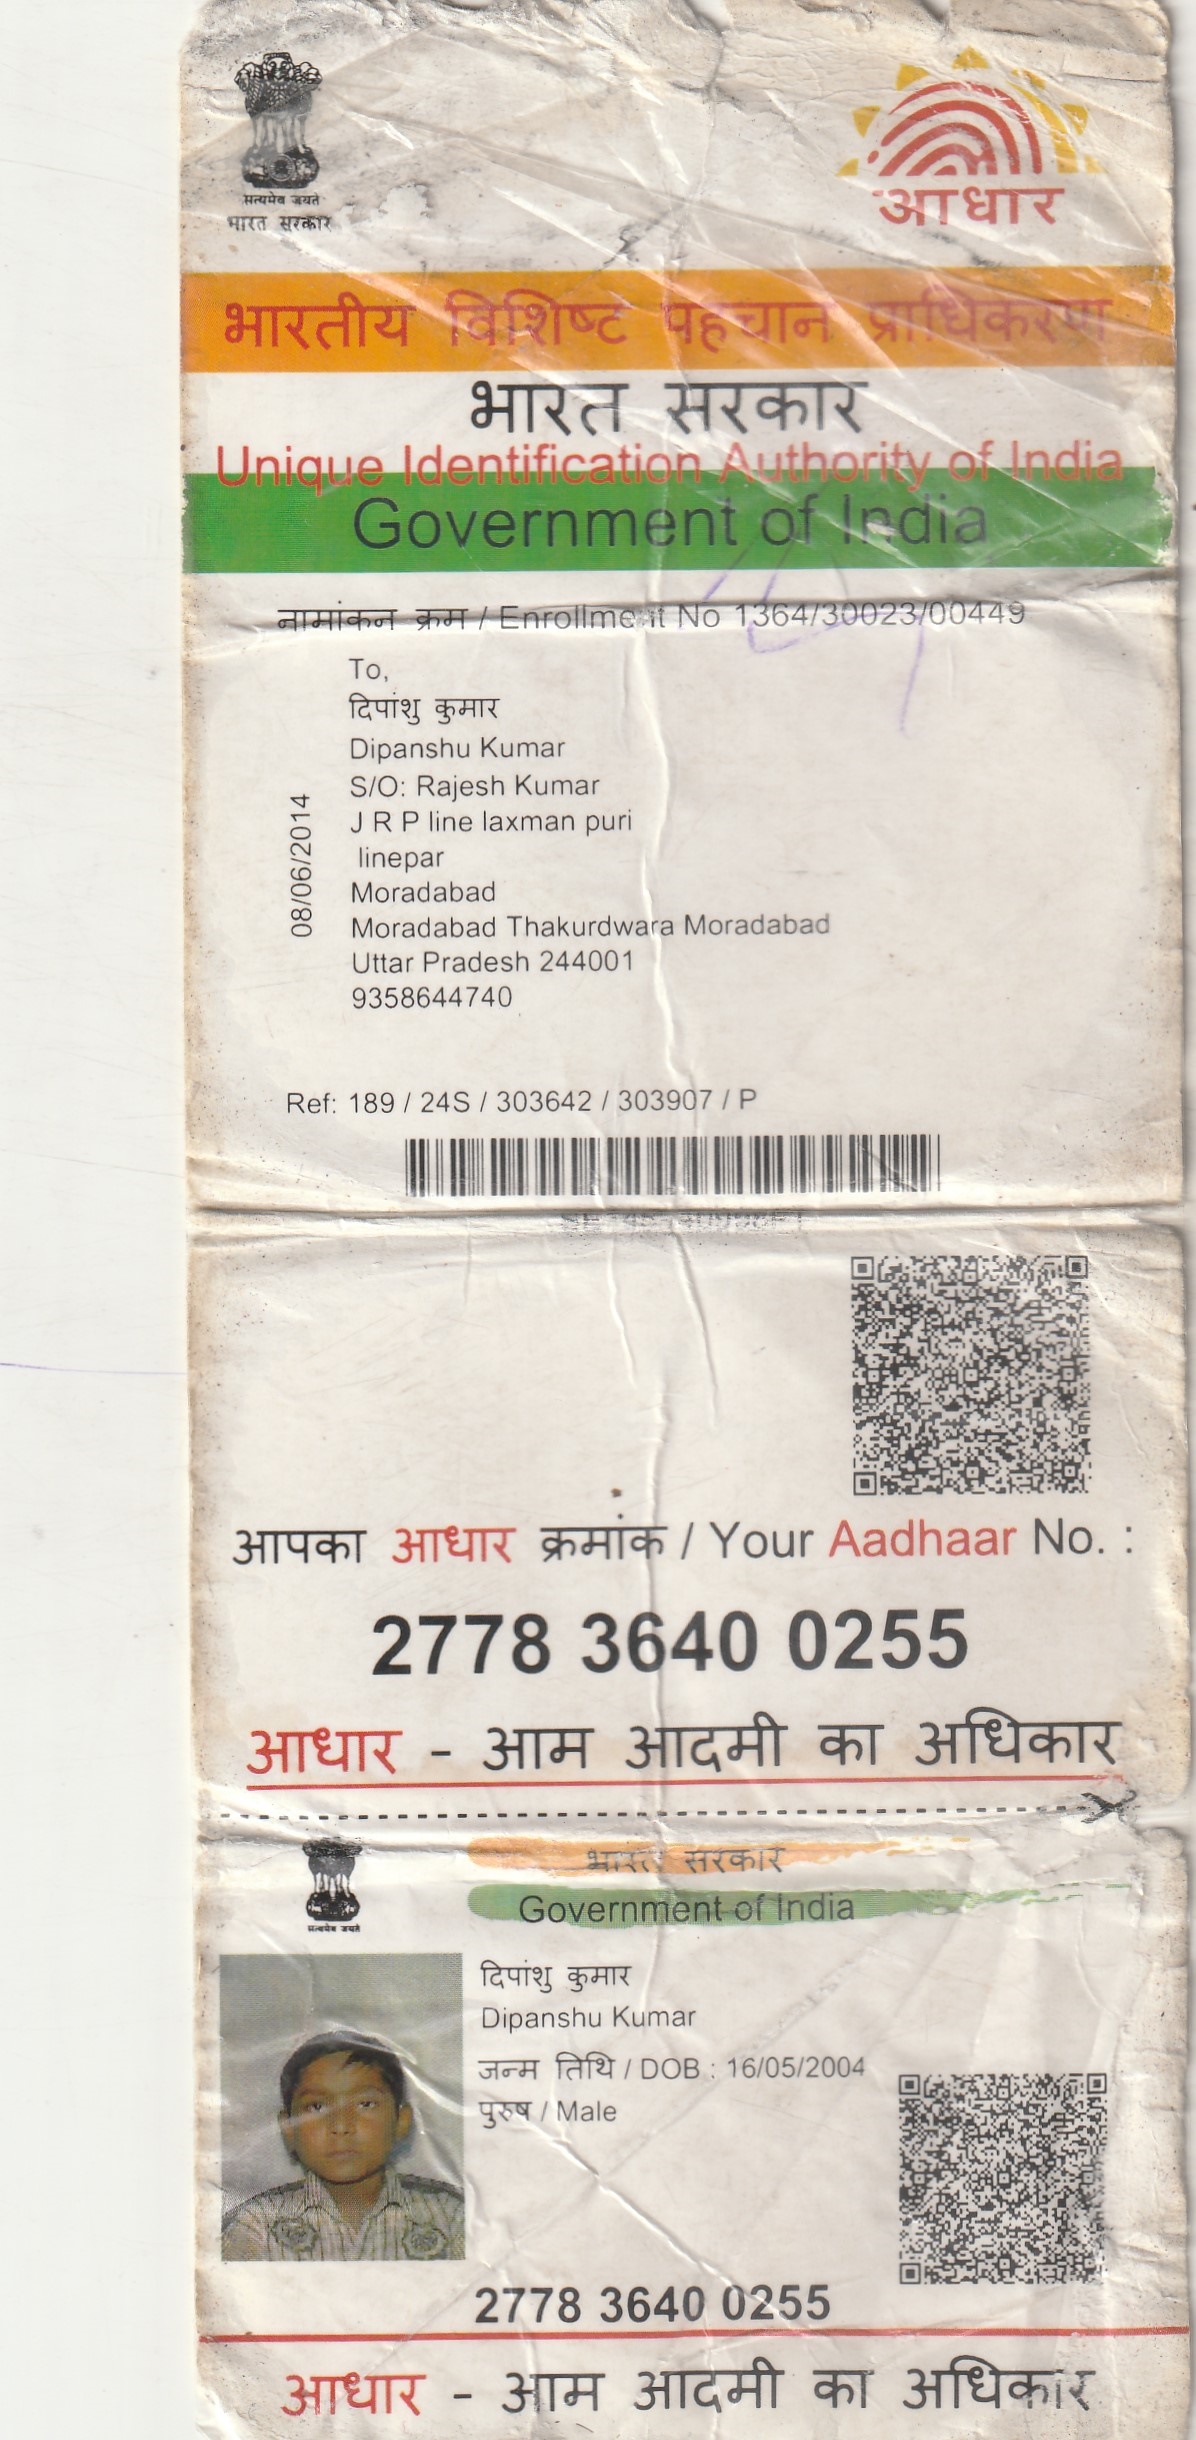 सत्यमेव जयते
भारत सरकार
आधार
भारतीय विशिष्ट पहचान प्राधिकरण
भारत सरकार
Unique Identification Authority of India
Government of India
नामांकन क्रम / Enrollment No 1364/30023/00449
To,
दिपांशु कुमार
Dipanshu Kumar
S/O: Rajesh Kumar
J R P line laxman puri
linepar
Moradabad
Moradabad Thakurdwara Moradabad
Uttar Pradesh 244001
9358644740
08/06/2014
Ref: 189 / 24S / 303642 / 303907 / P
आपका आधार क्रमांक / Your Aadhaar No. :
2778 3640 0255
आधार - आम आदमी का अधिकार
सत्यमेव जयते
भारत सरकार
Government of India
दिपांशु कुमार
Dipanshu Kumar
जन्म तिथि / DOB : 16/05/2004
पुरुष / Male
2778 3640 0255
आधार - आम आदमी का अधिकार